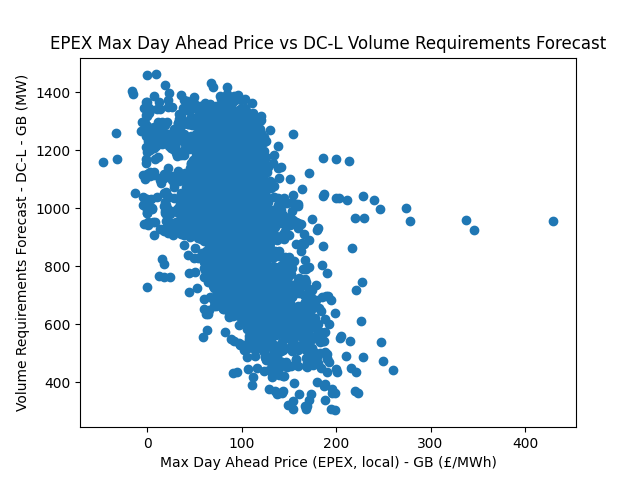 EPEX Max Day Ahead Price vs DC-L Volume Requirements Forecast
Volume Requirements Forecast - DC-L - GB (MW)
1400
1200
1000
800
600
400
0 100 200 300 400
Max Day Ahead Price (EPEX, local) - GB (£/MWh)